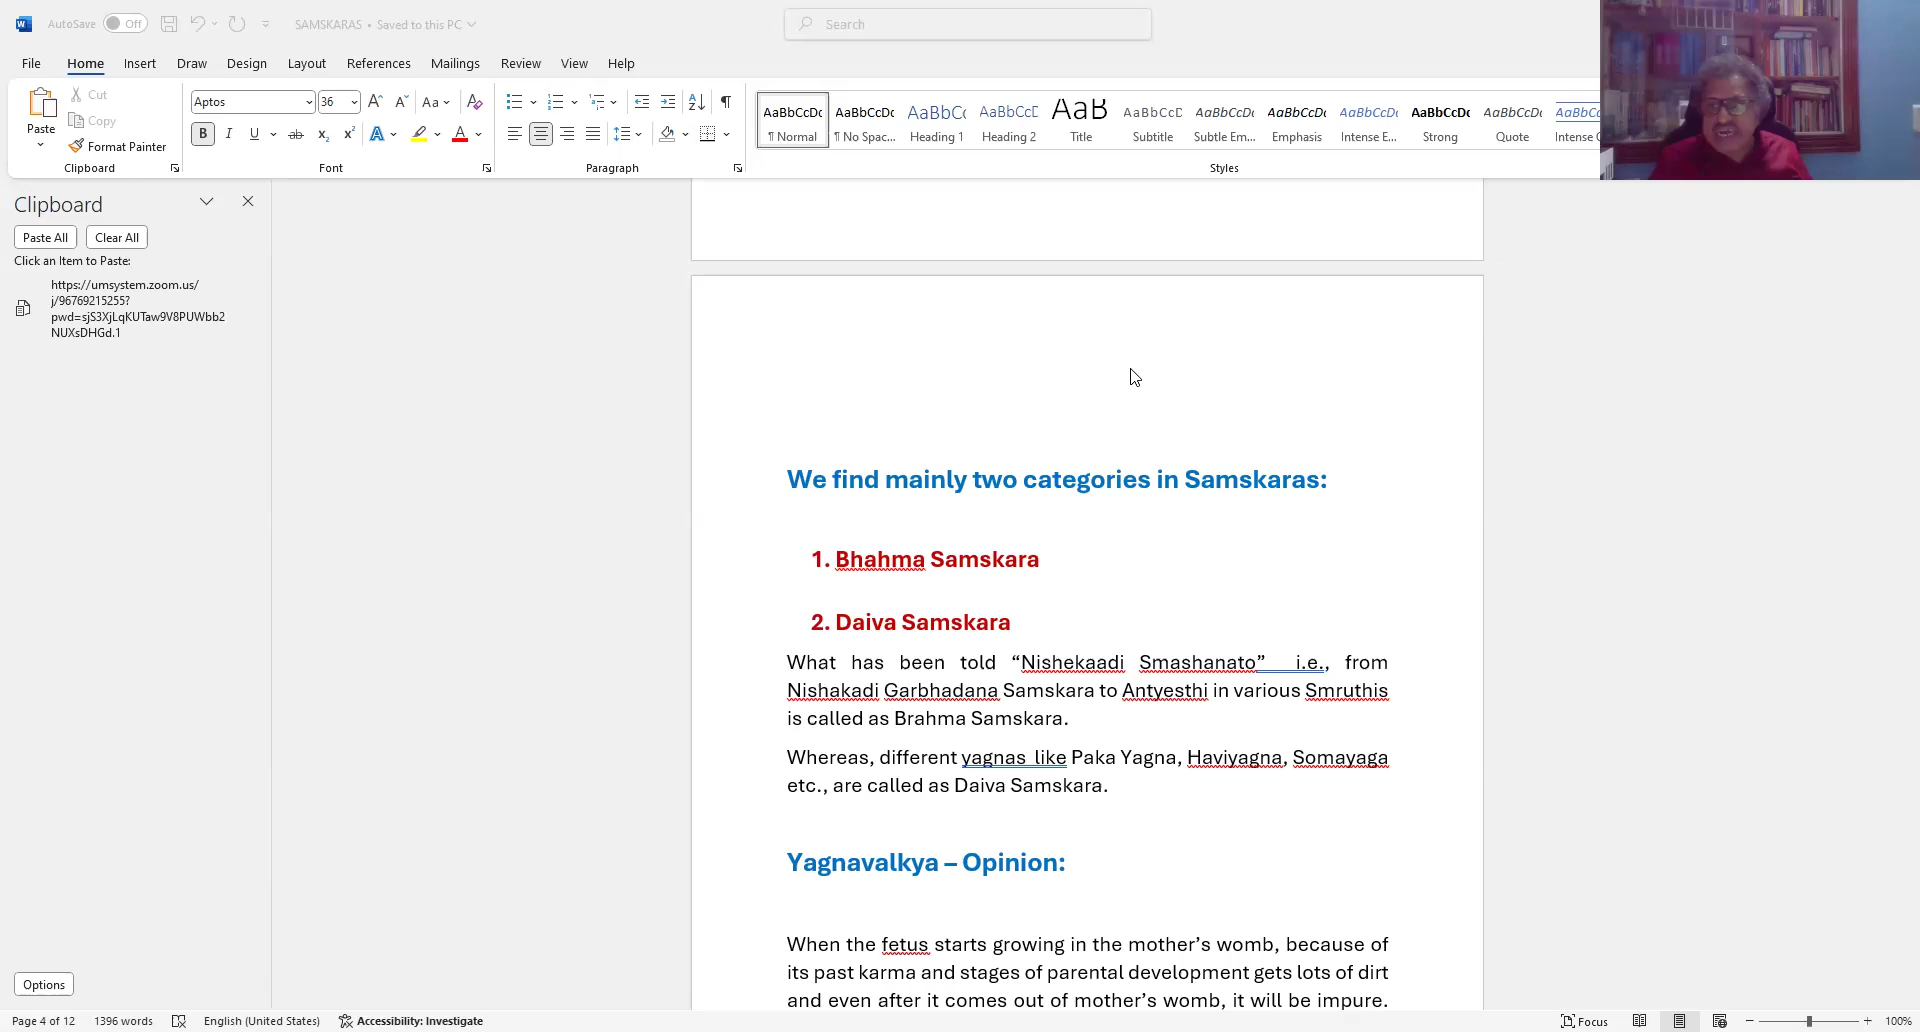 AutoSave Off SAMSKARAS • Saved to this PC Search
File Home Insert Draw Design Layout References Mailings Review View Help
Paste Cut Copy Format Painter
Aptos 36
AaBbCcDc AaBbCcDc AaBbCc AaBbCcD AaB AaBbCcD AaBbCcDc AaBbCcDc AaBbCcDc AaBbCcDc AaBbCcDc AaBbCc
¶ Normal ¶ No Spac... Heading 1 Heading 2 Title Subtitle Subtle Em... Emphasis Intense E... Strong Quote Intense
Clipboard Font Paragraph Styles
Clipboard
Paste All Clear All
Click an Item to Paste:
https://umsystem.zoom.us/
j/96769215255?
pwd=sjS3XjLqKUTaw9V8PUWbb2
NUXsDHGd.1
Options
We find mainly two categories in Samskaras:
1. Bhahma Samskara
2. Daiva Samskara
What has been told “Nishekaadi Smashanato” i.e., from
Nishakadi Garbhadana Samskara to Antyesthi in various Smruthis
is called as Brahma Samskara.
Whereas, different yagnas like Paka Yagna, Haviyagna, Somayaga
etc., are called as Daiva Samskara.
Yagnavalkya – Opinion:
When the fetus starts growing in the mother’s womb, because of
its past karma and stages of parental development gets lots of dirt
and even after it comes out of mother’s womb, it will be impure.
Page 4 of 12 1396 words English (United States) Accessibility: Investigate Focus 100%